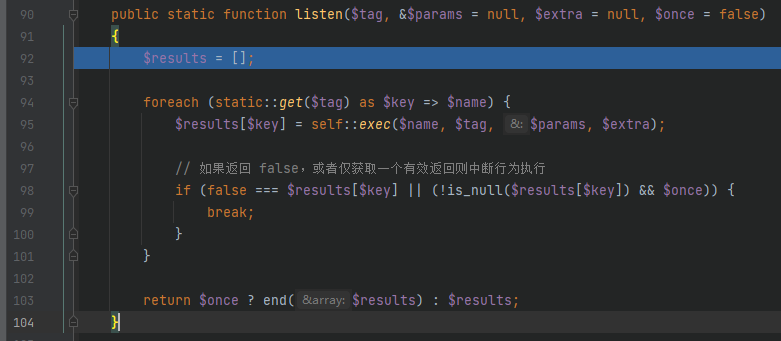 90 public static function listen($tag, &$params = null, $extra = null, $once = false)
91 {
92 $results = [];
93
94 foreach (static::get($tag) as $key => $name) {
95 $results[$key] = self::exec($name, $tag, &: $params, $extra);
96
97 // 如果返回 false，或者仅获取一个有效返回则中断行为执行
98 if (false === $results[$key] || (!is_null($results[$key]) && $once)) {
99 break;
100 }
101 }
102
103 return $once ? end( &array: $results) : $results;
104 }